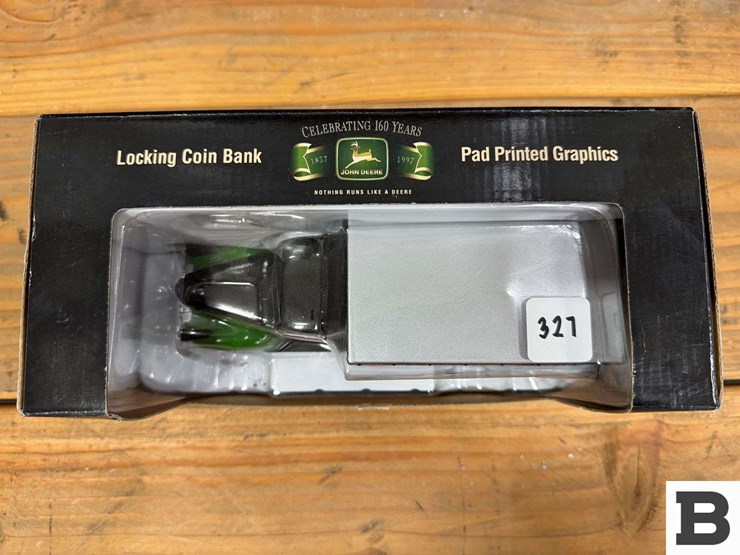 CELEBRATING 160 YEARS
Locking Coin Bank
1837 1997
JOHN DEERE
Pad Printed Graphics
NOTHING RUNS LIKE A DEERE
327
B